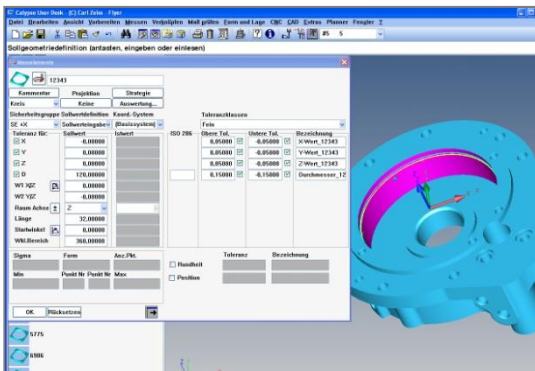 Calypso User Desk - (C) Carl Zeiss - Flyer
Datei Bearbeiten Ansicht Vorbereiten Messen Verknüpfen Maß prüfen Form und Lage CNC CAD Extras Planner Fenster ?
#5 5
Sollgeometriedefinition (antasten, eingeben oder einlesen)
12343
Kommentar Projektion Strategie
Kreis Keine Auswertung...
Sicherheitsgruppe Sollwertdefinition Koord.-System Toleranzklassen
SE +X Sollwerteingabe (Basissystem) Fein
Toleranz für: Sollwert Istwert ISO 286 Obere Tol. Untere Tol. Bezeichnung
X -0,00000 0,05000 -0,05000 X-Wert_12343
Y 0,00000 0,05000 -0,05000 Y-Wert_12343
Z 0,00000 0,05000 -0,05000 Z-Wert_12343
D 120,00000 0,15000 -0,15000 Durchmesser_12
W1 X/Z -0,00000
W2 Y/Z -0,00000
Raum Achse Z
Länge 32,00000
Startwinkel 0,00000
Wkl.Bereich 360,00000
Sigma Form Anz.Pkt. Toleranz Bezeichnung
Rundheit
Min Punkt Nr Punkt Nr Max
Position
OK Rücksetzen
5775
6986